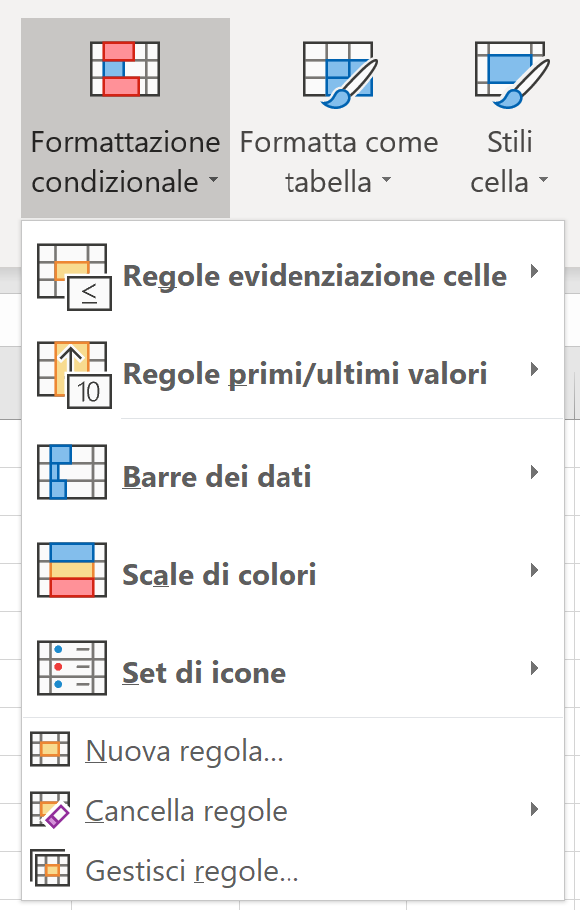 Formattazione
condizionale
Formatta come
tabella
Stili
cella
≤
Regole evidenziazione celle
10
Regole primi/ultimi valori
Barre dei dati
Scale di colori
Set di icone
Nuova regola...
Cancella regole
Gestisci regole...